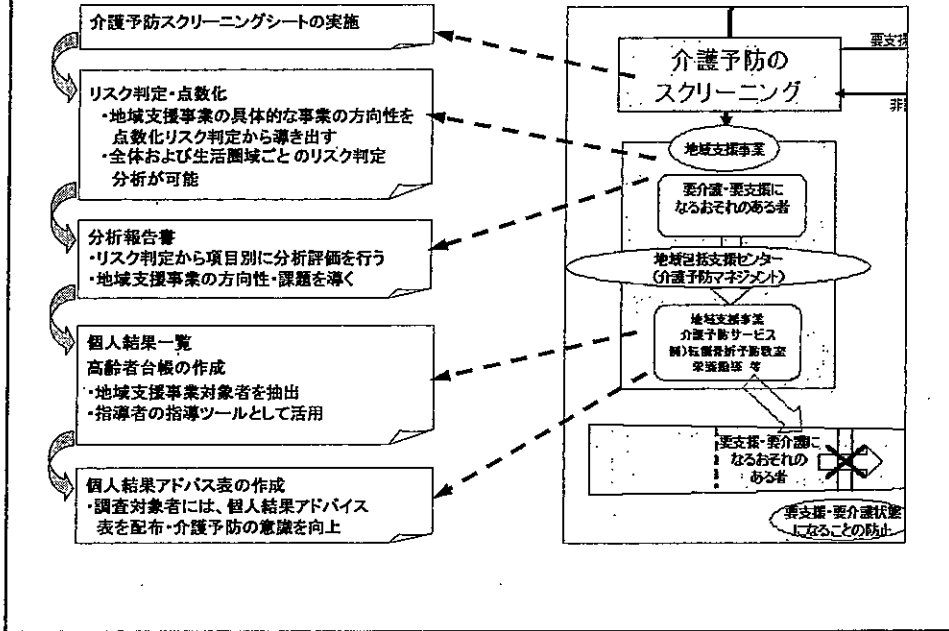 介護予防スクリーニングシートの実施
リスク判定・点数化
・地域支援事業の具体的な事業の方向性を
点数化リスク判定から導き出す
・全体および生活圏域ごとのリスク判定
分析が可能
分析報告書
・リスク判定から項目別に分析評価を行う
・地域支援事業の方向性・課題を導く
個人結果一覧
高齢者台帳の作成
・地域支援事業対象者を抽出
・指導者の指導ツールとして活用
個人結果アドバス表の作成
・調査対象者には、個人結果アドバイス
表を配布・介護予防の意識を向上
要支援
介護予防の
スクリーニング
非
地域支援事業
要介護・要支援に
なるおそれのある者
地域包括支援センター
(介護予防マネジメント)
地域支援事業
介護予防サービス
例)転倒骨折予防教室
栄養指導 等
要支援・要介護に
なるおそれの
ある者
要支援・要介護状態
になることの防止